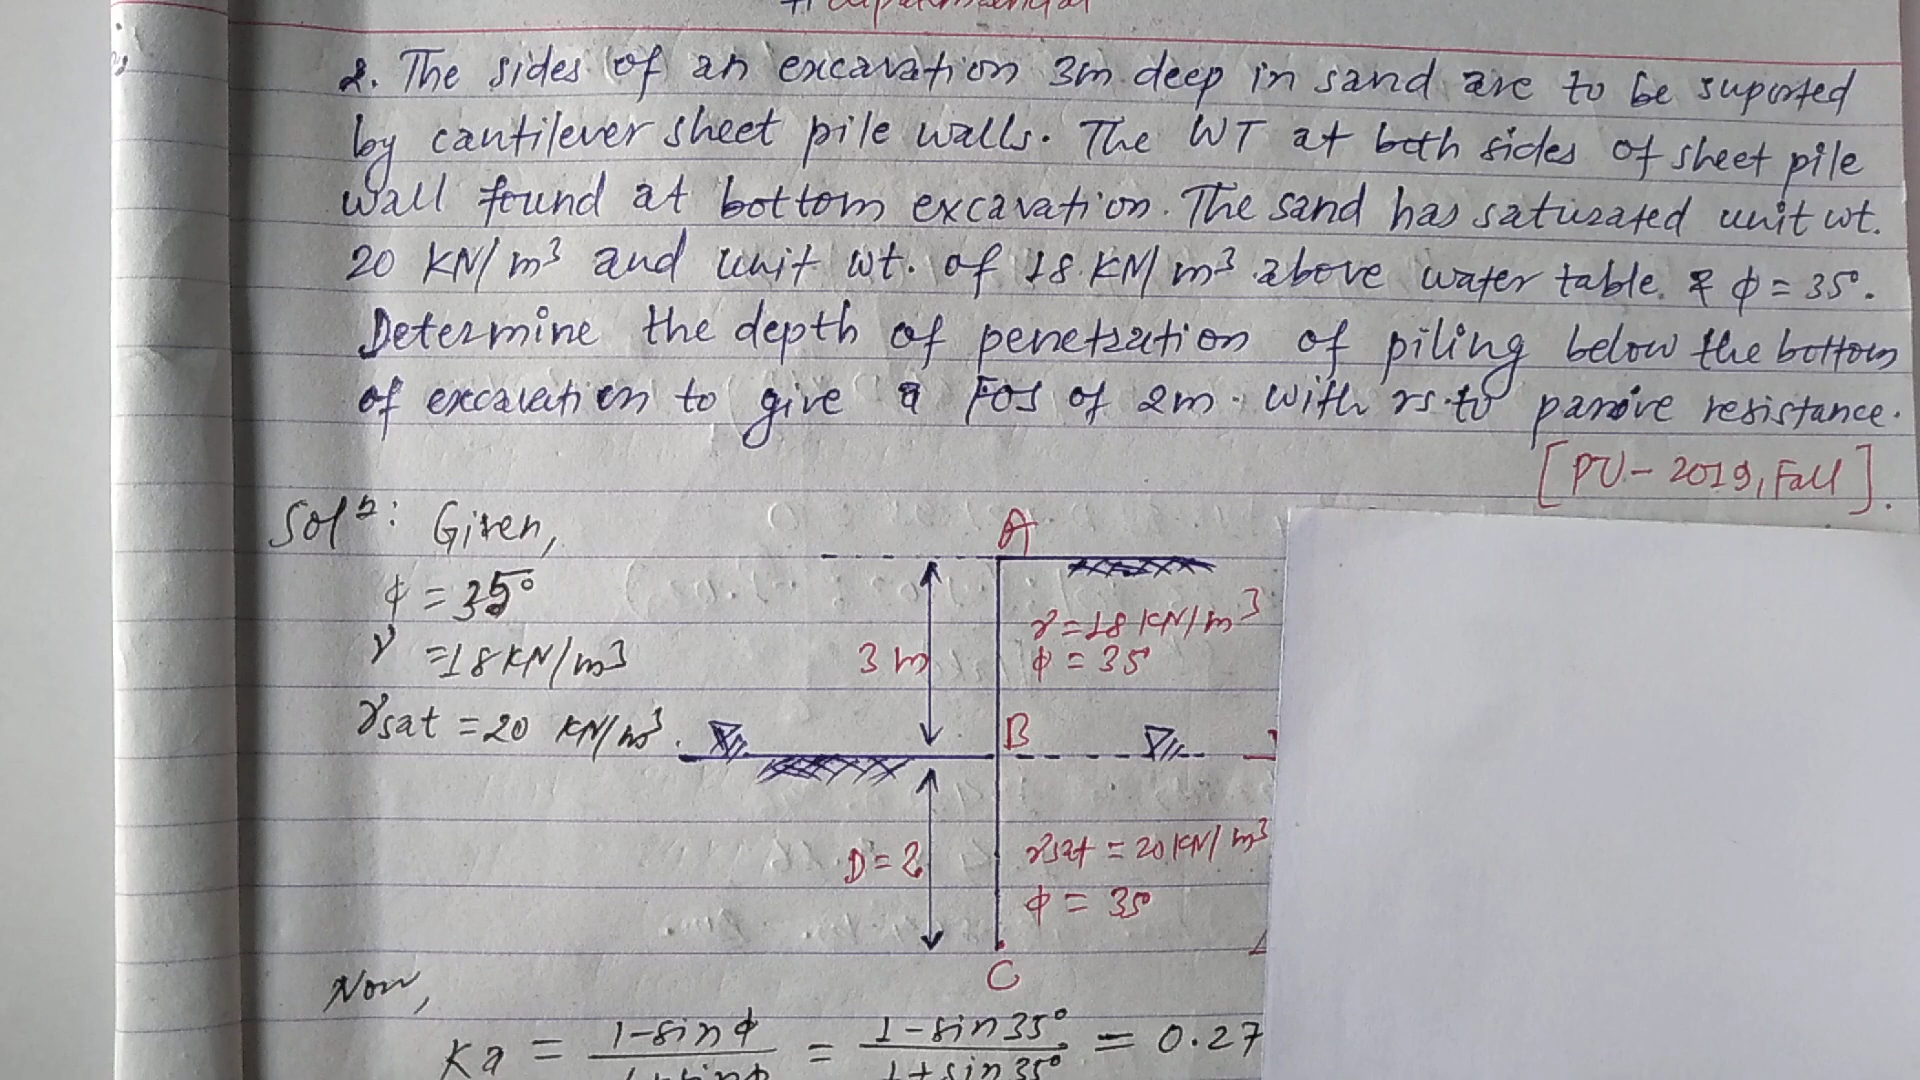 2. The sides of an excavation 3m deep in sand are to be suported
by cantilever sheet pile walls. The WT at both sides of sheet pile
wall found at bottom excavation. The sand has saturated unit wt.
20 KN/m³ and unit wt. of 18 KN/m³ above water table. & φ = 35°.
Determine the depth of penetration of piling below the bottom
of excavation to give a FOS of 2m. with rs. to passive resistance.
[PU - 2019, Fall].
Solⁿ: Given,
φ = 35°
γ = 18 KN/m³
γsat = 20 KN/m³.
A
3 m
γ = 18 KN/m³
φ = 35°
B
D = ?
γsat = 20 KN/m³
φ = 35°
C
Now,
Ka = 1-sinφ = 1-sin35° = 0.27
1+sinφ 1+sin35°